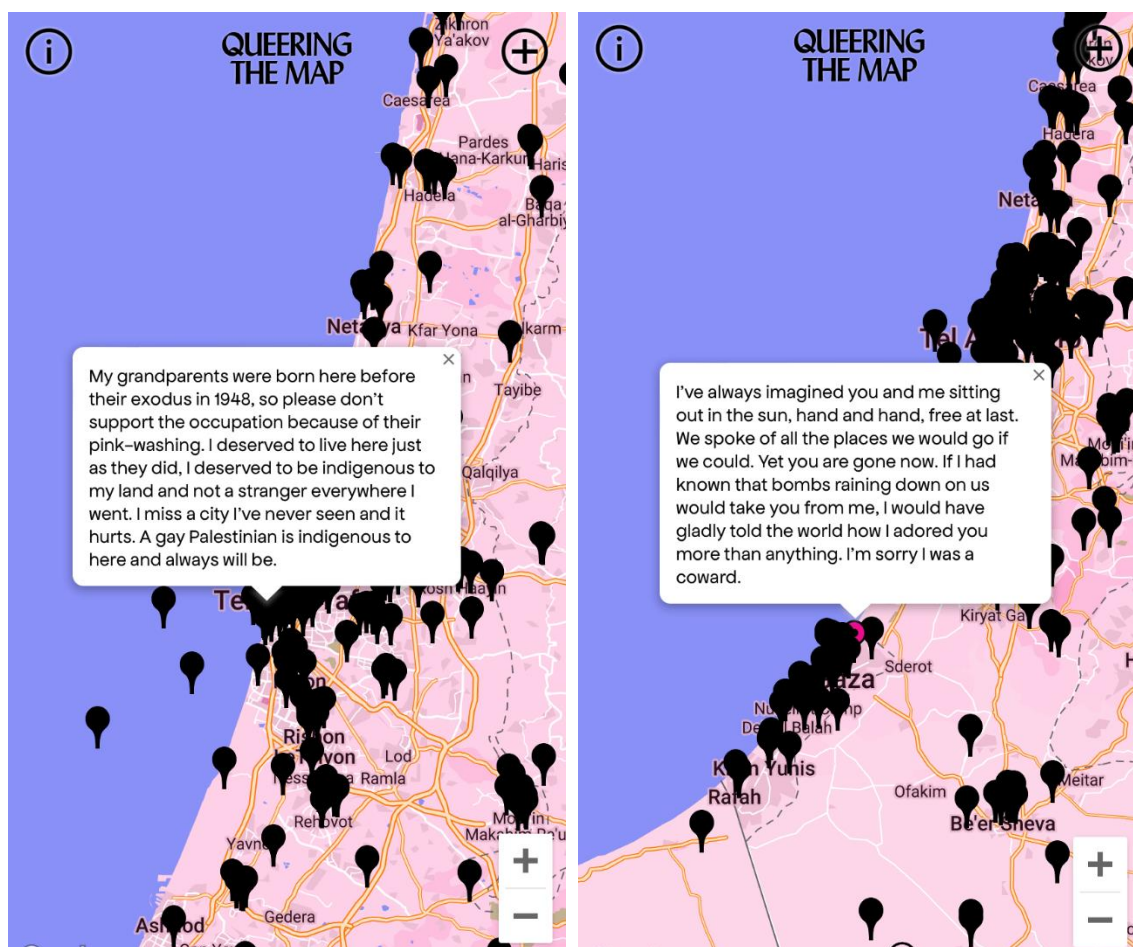 QUEERING
THE MAP
Ya'akov
Caesarea
Pardes
Hadera
Baqa
al-Gharbiy
Kfar Yona
Tayibe
My grandparents were born here before
their exodus in 1948, so please don't
support the occupation because of their
pink-washing. I deserved to live here just
as they did, I deserved to be indigenous to
my land and not a stranger everywhere I
went. I miss a city I've never seen and it
hurts. A gay Palestinian is indigenous to
here and always will be.
Qalqilya
Lod
Ramla
Rehovot
Gedera
QUEERING
THE MAP
Hadera
I've always imagined you and me sitting
out in the sun, hand and hand, free at last.
We spoke of all the places we would go if
we could. Yet you are gone now. If I had
known that bombs raining down on us
would take you from me, I would have
gladly told the world how I adored you
more than anything. I'm sorry I was a
coward.
Sderot
Rafah
Ofakim
Meitar
Be'er Sheva